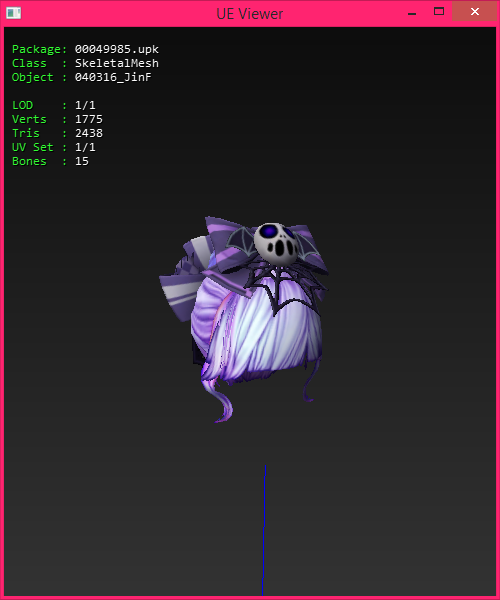 UE Viewer
Package: 00049985.upk
Class : SkeletalMesh
Object : 040316_JinF
LOD : 1/1
Verts : 1775
Tris : 2438
UV Set : 1/1
Bones : 15